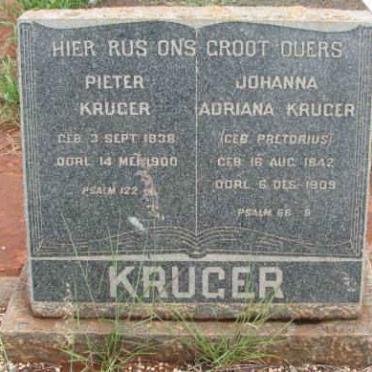 HIER RUS ONS GROOT OUERS
PIETER
KRUGER
GEB 3 SEPT 1838
OORL 14 MEI 1900
PSALM 122
JOHANNA
ADRIANA KRUGER
(GEB PRETORIUS)
GEB 16 AUG 1842
OORL 6 DES 1909
PSALM 66 9
KRUGER